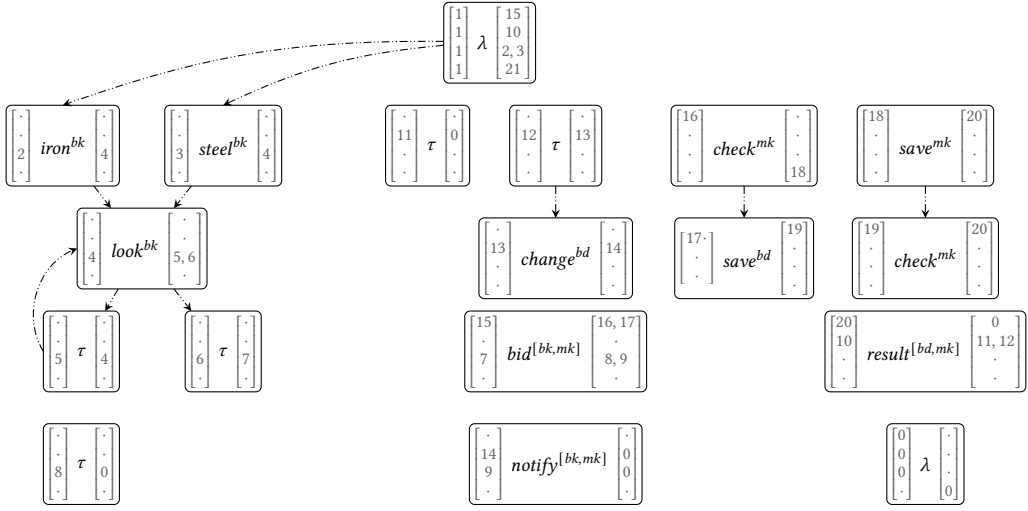 [1 1 1 1] λ [15 10 2, 3 21]
[· · 2 ·] iron^bk [· · 4 ·]
[· · 3 ·] steel^bk [· · 4 ·]
[· 11 · ·] τ [· 0 · ·]
[· 12 · ·] τ [· 13 · ·]
[16 · · ·] check^mk [· · · 18]
[18 · · ·] save^mk [20 · · ·]
[· · 4 ·] look^bk [· · 5, 6 ·]
[· 13 · ·] change^bd [· 14 · ·]
[17· · ·] save^bd [19 · · ·]
[19 · · ·] check^mk [20 · · ·]
[· · 5 ·] τ [· · 4 ·]
[· · 6 ·] τ [· · 7 ·]
[15 · 7 ·] bid^[bk,mk] [16, 17 · 8, 9 ·]
[20 10 · ·] result^[bd,mk] [0 11, 12 · ·]
[· · 8 ·] τ [· · 0 ·]
[· 14 9 ·] notify^[bk,mk] [· 0 0 ·]
[0 0 0 ·] λ [· · · 0]